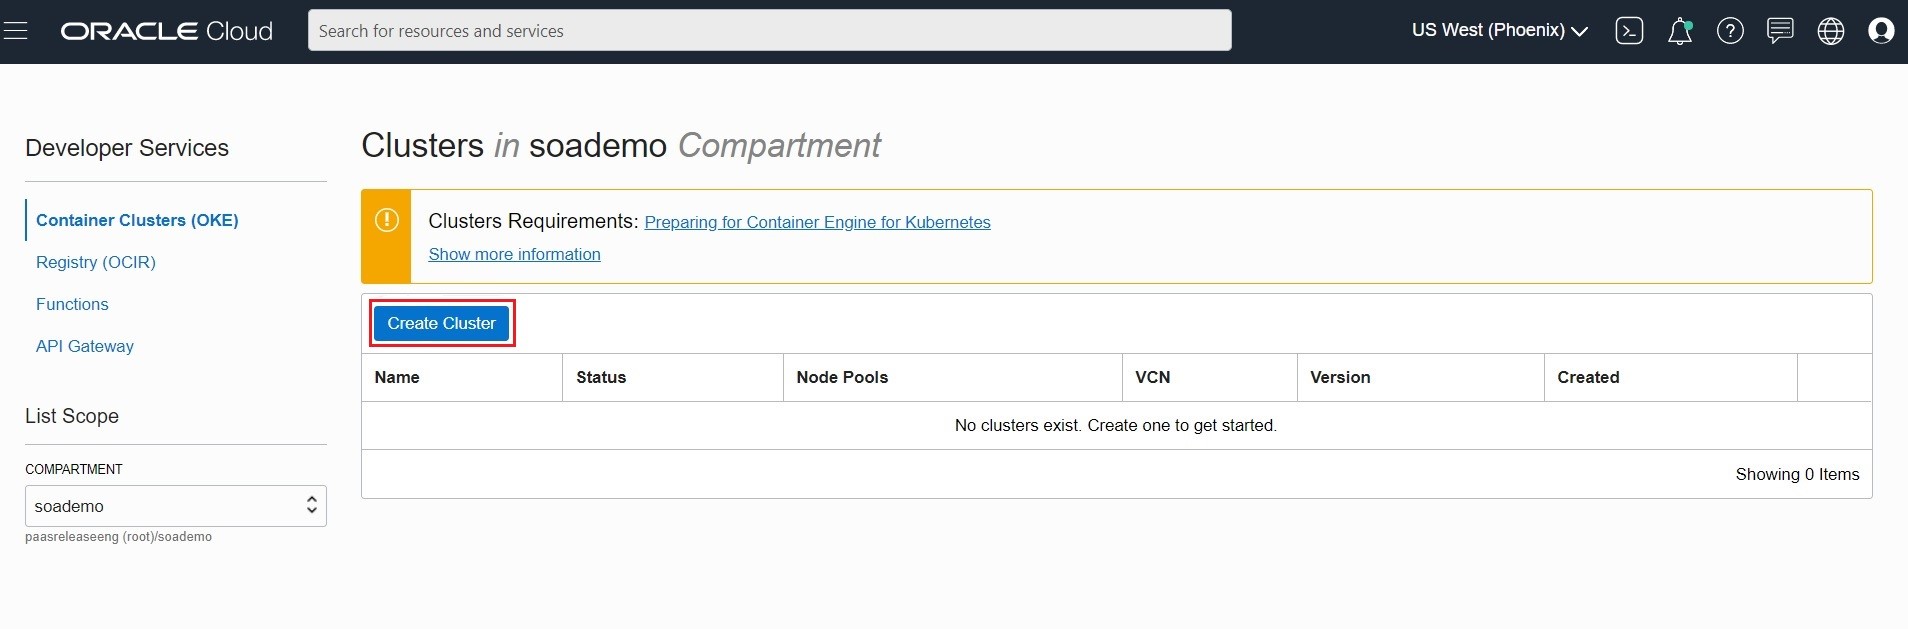 ORACLE Cloud
Search for resources and services
US West (Phoenix)
Developer Services
Container Clusters (OKE)
Registry (OCIR)
Functions
API Gateway
List Scope
COMPARTMENT
soademo
paasreleaseeng (root)/soademo
Clusters in soademo Compartment
Clusters Requirements: Preparing for Container Engine for Kubernetes
Show more information
Create Cluster
Name Status Node Pools VCN Version Created
No clusters exist. Create one to get started.
Showing 0 Items